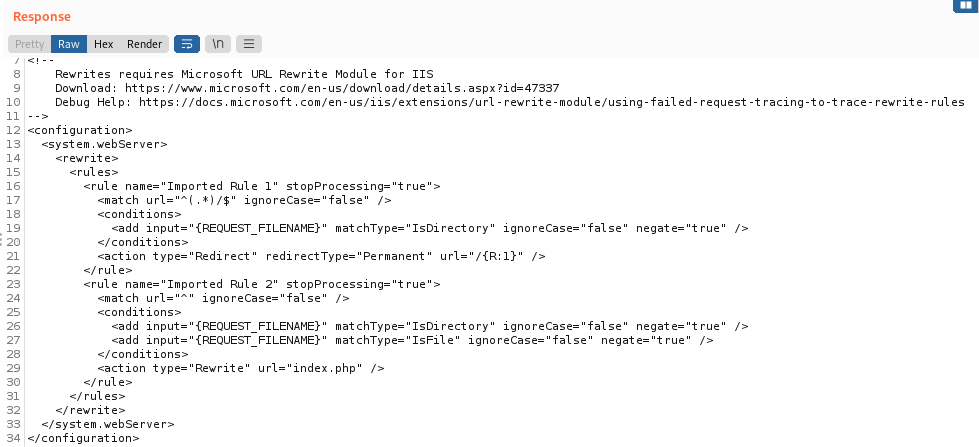 Response
Pretty Raw Hex Render \n
7 <!--
8 Rewrites requires Microsoft URL Rewrite Module for IIS
9 Download: https://www.microsoft.com/en-us/download/details.aspx?id=47337
10 Debug Help: https://docs.microsoft.com/en-us/iis/extensions/url-rewrite-module/using-failed-request-tracing-to-trace-rewrite-rules
11 -->
12 <configuration>
13 <system.webServer>
14 <rewrite>
15 <rules>
16 <rule name="Imported Rule 1" stopProcessing="true">
17 <match url="^(.*)/$" ignoreCase="false" />
18 <conditions>
19 <add input="{REQUEST_FILENAME}" matchType="IsDirectory" ignoreCase="false" negate="true" />
20 </conditions>
21 <action type="Redirect" redirectType="Permanent" url="/{R:1}" />
22 </rule>
23 <rule name="Imported Rule 2" stopProcessing="true">
24 <match url="^" ignoreCase="false" />
25 <conditions>
26 <add input="{REQUEST_FILENAME}" matchType="IsDirectory" ignoreCase="false" negate="true" />
27 <add input="{REQUEST_FILENAME}" matchType="IsFile" ignoreCase="false" negate="true" />
28 </conditions>
29 <action type="Rewrite" url="index.php" />
30 </rule>
31 </rules>
32 </rewrite>
33 </system.webServer>
34 </configuration>